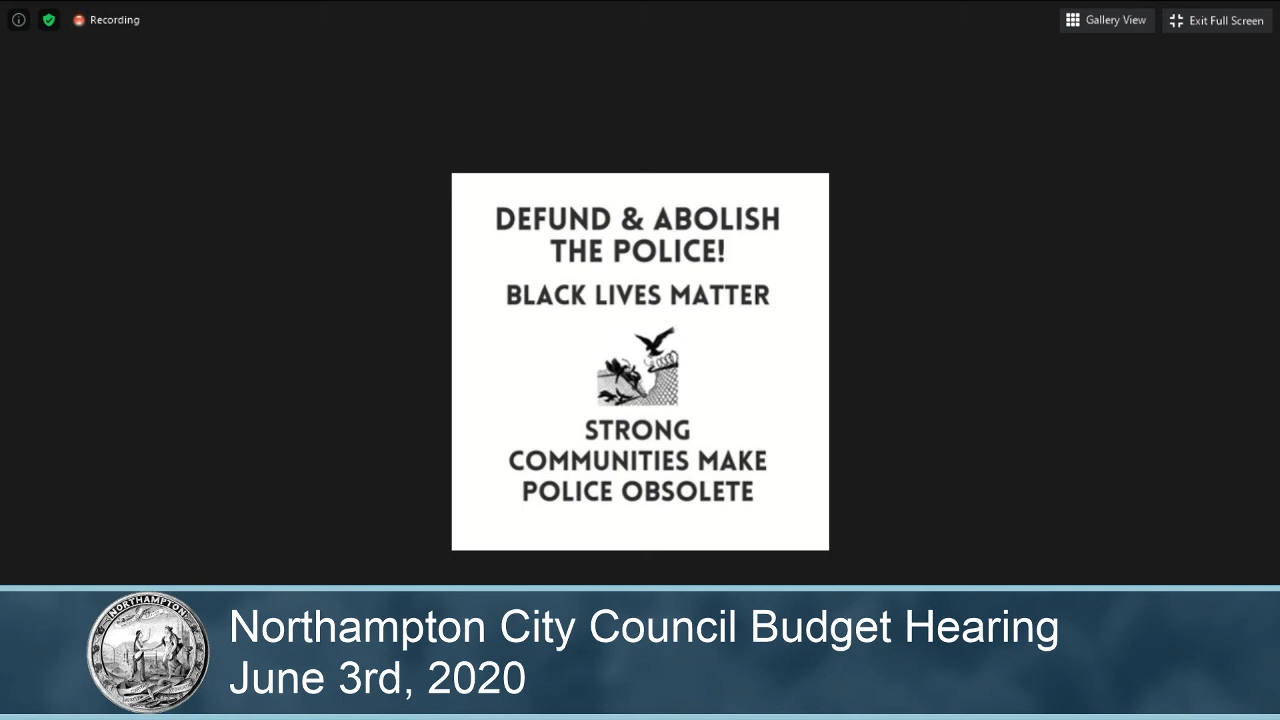 Recording
Gallery View
Exit Full Screen
DEFUND & ABOLISH
THE POLICE!
BLACK LIVES MATTER
STRONG
COMMUNITIES MAKE
POLICE OBSOLETE
NORTHAMPTON
Northampton City Council Budget Hearing
June 3rd, 2020